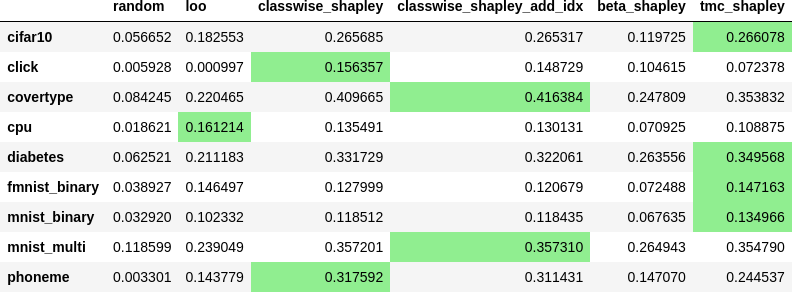 random loo classwise_shapley classwise_shapley_add_idx beta_shapley tmc_shapley
cifar10 0.056652 0.182553 0.265685 0.265317 0.119725 0.266078
click 0.005928 0.000997 0.156357 0.148729 0.104615 0.072378
covertype 0.084245 0.220465 0.409665 0.416384 0.247809 0.353832
cpu 0.018621 0.161214 0.135491 0.130131 0.070925 0.108875
diabetes 0.062521 0.211183 0.331729 0.322061 0.263556 0.349568
fmnist_binary 0.038927 0.146497 0.127999 0.120679 0.072488 0.147163
mnist_binary 0.032920 0.102332 0.118512 0.118435 0.067635 0.134966
mnist_multi 0.118599 0.239049 0.357201 0.357310 0.264943 0.354790
phoneme 0.003301 0.143779 0.317592 0.311431 0.147070 0.244537